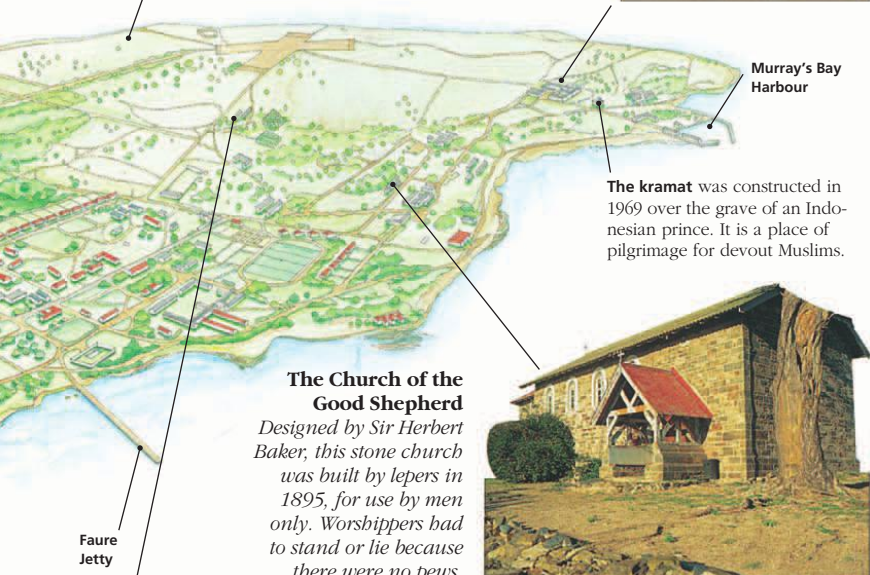 Murray's Bay
Harbour
The kramat was constructed in
1969 over the grave of an Indo-
nesian prince. It is a place of
pilgrimage for devout Muslims.
The Church of the
Good Shepherd
Designed by Sir Herbert
Baker, this stone church
was built by lepers in
1895, for use by men
only. Worshippers had
to stand or lie because
there were no pews.
Faure
Jetty